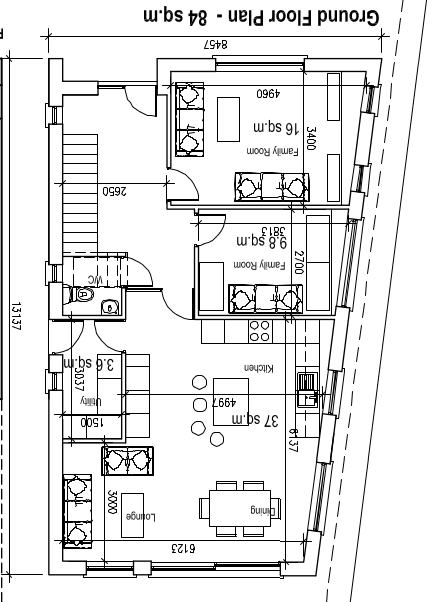 6123
Dining
Lounge
3000
6137
37 sq.m
1500
4997
Utility
3037
Kitchen
3.6 sq.m
13137
WC
2700
Family Room
9.8 sq.m
3813
2650
Family Room
3400
16 sq.m
4960
8457
Ground Floor Plan - 84 sq.m